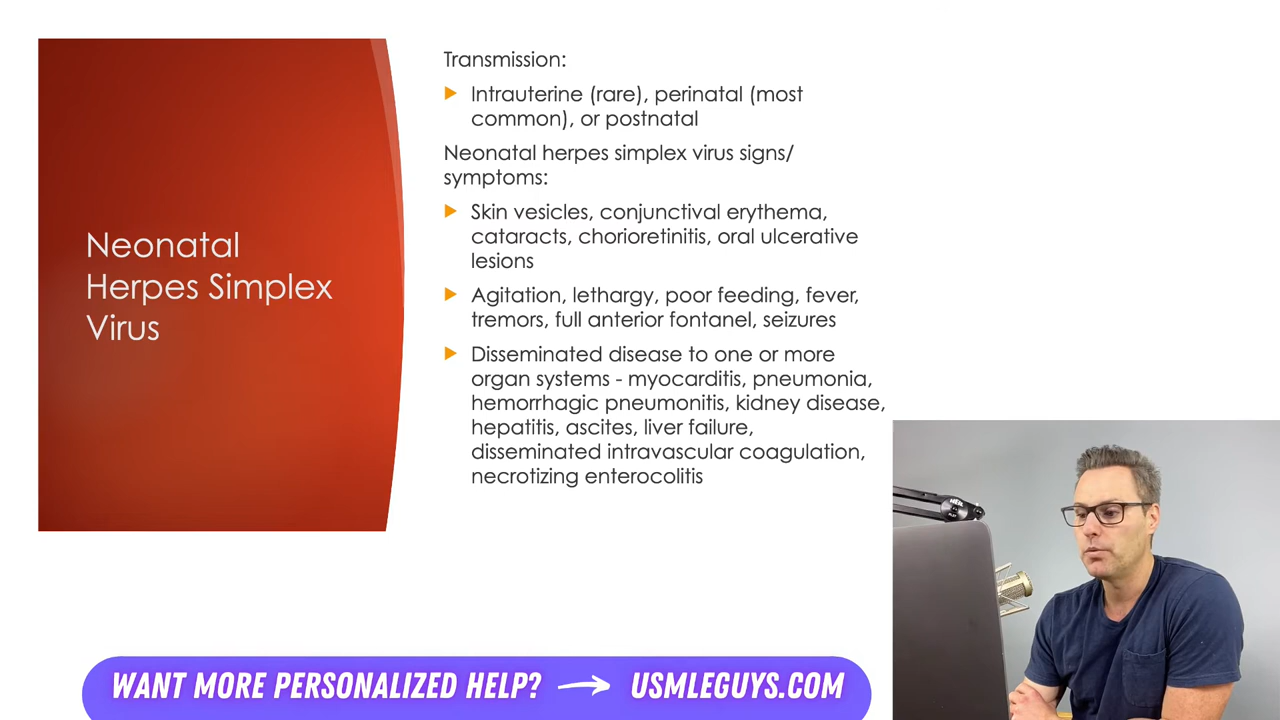 Transmission:
Intrauterine (rare), perinatal (most
common), or postnatal
Neonatal herpes simplex virus signs/
symptoms:
Skin vesicles, conjunctival erythema,
cataracts, chorioretinitis, oral ulcerative
lesions
Agitation, lethargy, poor feeding, fever,
tremors, full anterior fontanel, seizures
Disseminated disease to one or more
organ systems - myocarditis, pneumonia,
hemorrhagic pneumonitis, kidney disease,
hepatitis, ascites, liver failure,
disseminated intravascular coagulation,
necrotizing enterocolitis
Neonatal
Herpes Simplex
Virus
WANT MORE PERSONALIZED HELP? → USMLEGUYS.COM